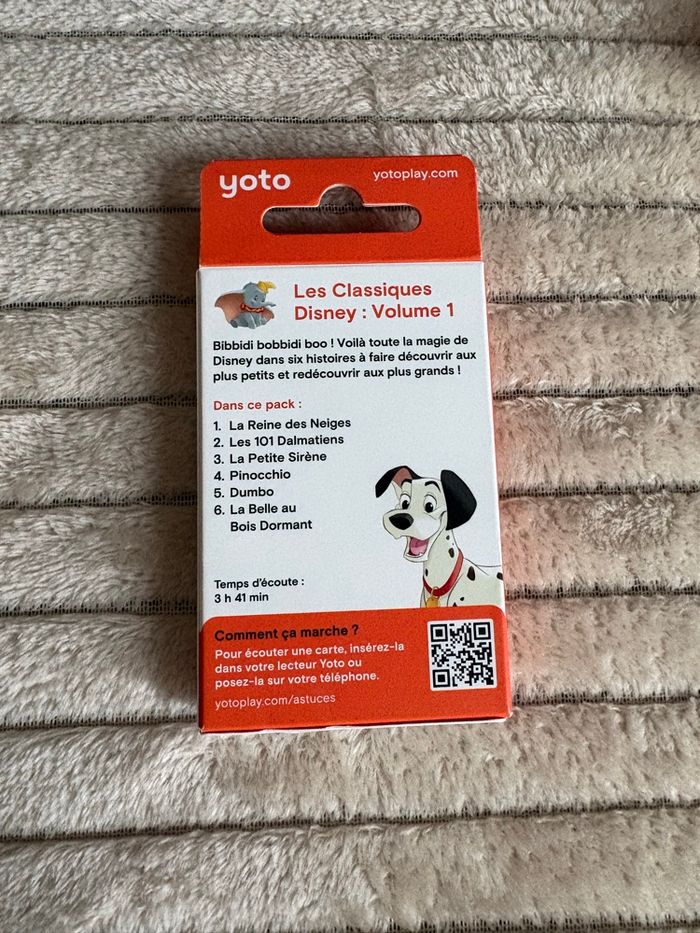 yoto
yotoplay.com
Les Classiques
Disney : Volume 1
Bibbidi bobbidi boo ! Voilà toute la magie de
Disney dans six histoires à faire découvrir aux
plus petits et redécouvrir aux plus grands !
Dans ce pack :
1. La Reine des Neiges
2. Les 101 Dalmatiens
3. La Petite Sirène
4. Pinocchio
5. Dumbo
6. La Belle au
Bois Dormant
Temps d'écoute :
3 h 41 min
Comment ça marche ?
Pour écouter une carte, insérez-la
dans votre lecteur Yoto ou
posez-la sur votre téléphone.
yotoplay.com/astuces